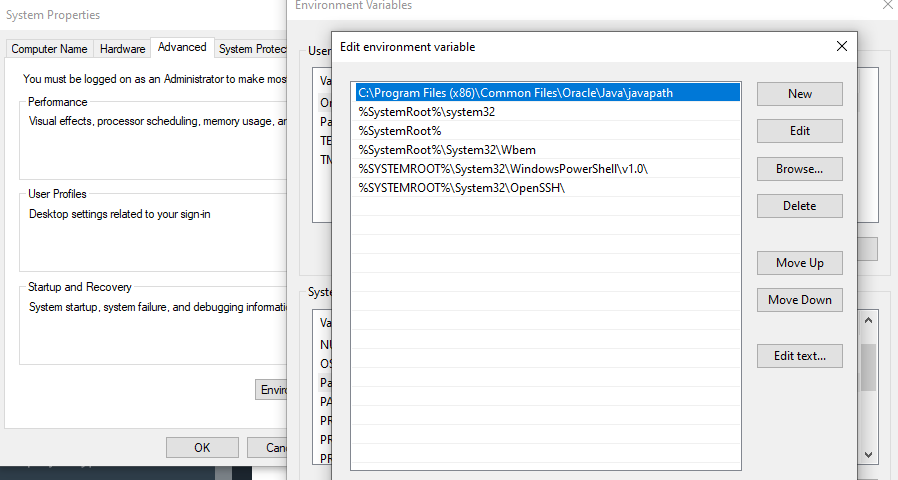 System Properties
Environment Variables
Computer Name
Hardware
Advanced
System Protec
You must be logged on as an Administrator to make mos
Performance
Visual effects, processor scheduling, memory usage, an
User Profiles
Desktop settings related to your sign-in
Startup and Recovery
System startup, system failure, and debugging informati
Enviro
OK
Canc
User
Va
On
Pa
TE
TM
Syste
Va
NU
OS
Pa
PA
PR
PR
PR
Edit environment variable
C:\Program Files (x86)\Common Files\Oracle\Java\javapath
%SystemRoot%\system32
%SystemRoot%
%SystemRoot%\System32\Wbem
%SYSTEMROOT%\System32\WindowsPowerShell\v1.0\
%SYSTEMROOT%\System32\OpenSSH\
New
Edit
Browse...
Delete
Move Up
Move Down
Edit text...